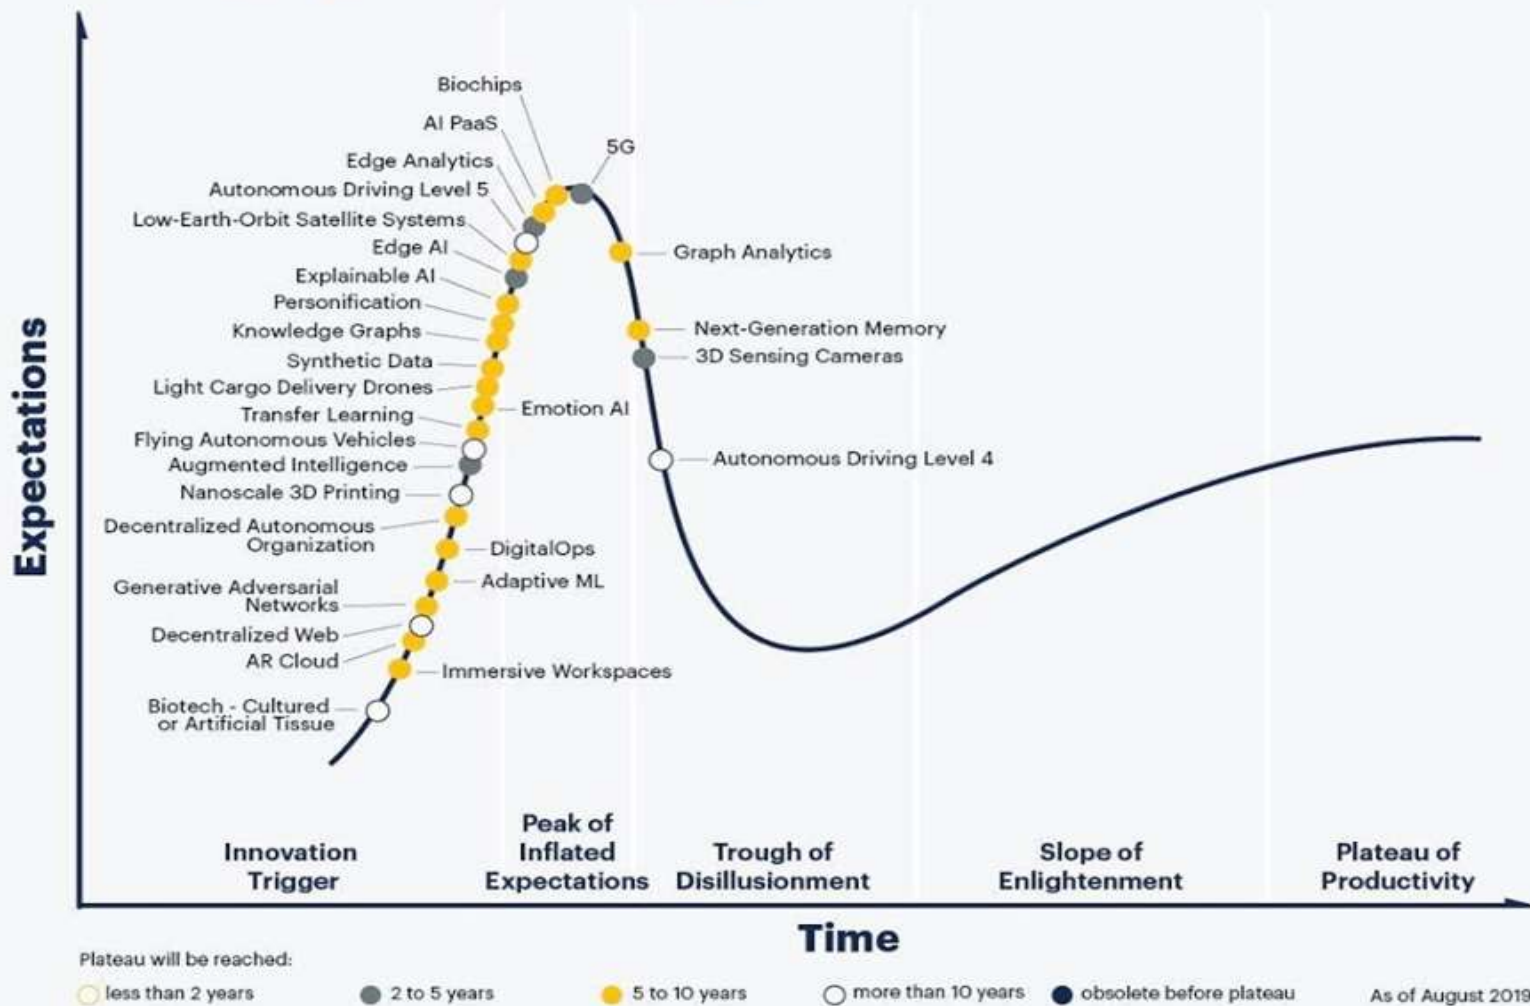 Biochips
AI PaaS
5G
Edge Analytics
Autonomous Driving Level 5
Low-Earth-Orbit Satellite Systems
Edge AI
Graph Analytics
Explainable AI
Personification
Knowledge Graphs
Next-Generation Memory
3D Sensing Cameras
Synthetic Data
Light Cargo Delivery Drones
Emotion AI
Transfer Learning
Flying Autonomous Vehicles
Autonomous Driving Level 4
Augmented Intelligence
Nanoscale 3D Printing
Decentralized Autonomous
Organization
DigitalOps
Adaptive ML
Generative Adversarial
Networks
Decentralized Web
AR Cloud
Immersive Workspaces
Biotech - Cultured
or Artificial Tissue
Expectations
Innovation
Trigger
Peak of
Inflated
Expectations
Trough of
Disillusionment
Slope of
Enlightenment
Plateau of
Productivity
Time
Plateau will be reached:
less than 2 years
2 to 5 years
5 to 10 years
more than 10 years
obsolete before plateau
As of August 2019